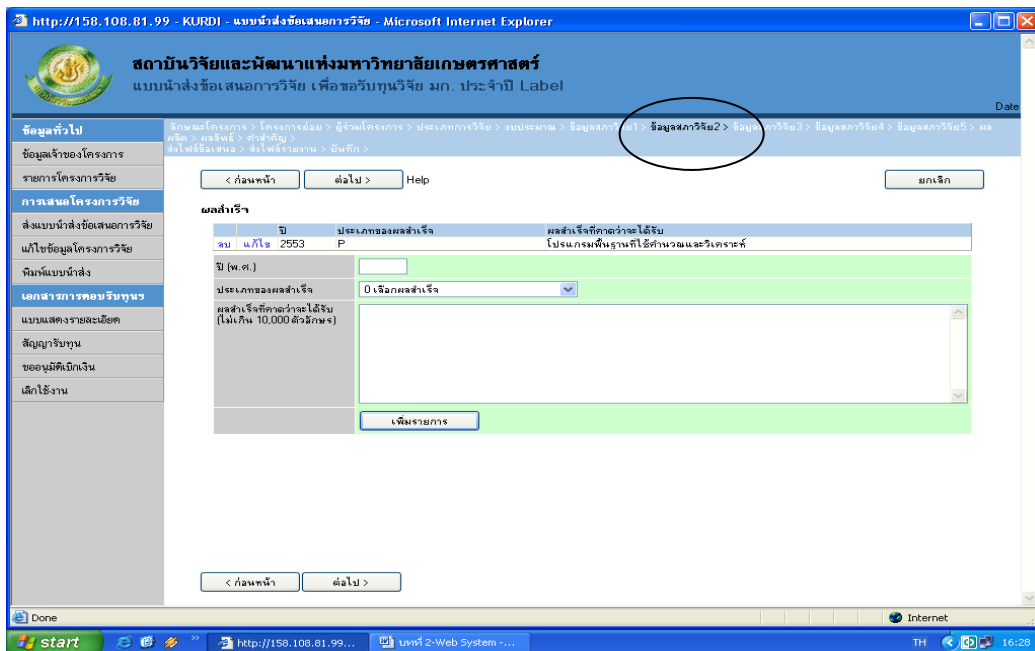 http://158.108.81.99 - KURDI - แบบนำส่งข้อเสนอการวิจัย - Microsoft Internet Explorer
สถาบันวิจัยและพัฒนาแห่งมหาวิทยาลัยเกษตรศาสตร์
แบบนำส่งข้อเสนอการวิจัย เพื่อขอรับทุนวิจัย มก. ประจำปี Label
Date
ลักษณะโครงการ > โครงการย่อย > ผู้ร่วมโครงการ > ประเภทการวิจัย > งบประมาณ > ข้อมูลสภาวิจัย1 > ข้อมูลสภาวิจัย2 > ข้อมูลสภาวิจัย3 > ข้อมูลสภาวิจัย4 > ข้อมูลสภาวิจัย5 > ผล
ผลิต > ผลลัพธ์ > คำสำคัญ >
ส่งไฟล์ข้อเสนอ > ส่งไฟล์รายงาน > บันทึก >
ข้อมูลทั่วไป
ข้อมูลเจ้าของโครงการ
รายการโครงการวิจัย
การเสนอโครงการวิจัย
ส่งแบบนำส่งข้อเสนอการวิจัย
แก้ไขข้อมูลโครงการวิจัย
พิมพ์แบบนำส่ง
เอกสารการตอบรับทุนฯ
แบบแสดงรายละเอียด
สัญญารับทุน
ขออนุมัติเบิกเงิน
เลิกใช้งาน
< ก่อนหน้า ต่อไป > Help ยกเลิก
ผลสำเร็จ
ปี ประเภทของผลสำเร็จ ผลสำเร็จที่คาดว่าจะได้รับ
ลบ แก้ไข 2553 P โปรแกรมพื้นฐานที่ใช้คำนวณและวิเคราะห์
ปี (พ.ศ.)
ประเภทของผลสำเร็จ 0 เลือกผลสำเร็จ
ผลสำเร็จที่คาดว่าจะได้รับ
(ไม่เกิน 10,000 ตัวอักษร)
เพิ่มรายการ
< ก่อนหน้า ต่อไป >
Done Internet
start http://158.108.81.99... บทที่ 2-Web System -... TH 16:28